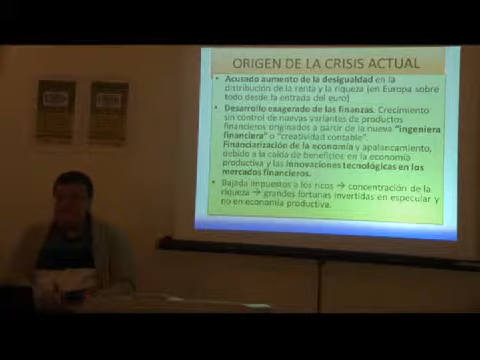 ORIGEN DE LA CRISIS ACTUAL
• Acusado aumento de la desigualdad en la
distribución de la renta y la riqueza (en Europa sobre
todo desde la entrada del euro)
• Desarrollo exagerado de las finanzas. Crecimiento
sin control de nuevas variantes de productos
financieros originados a partir de la nueva "ingeniera
financiera" o "creatividad contable".
Financiarización de la economía y apalancamiento,
debido a la caída de beneficios en la economía
productiva y las innovaciones tecnológicas en los
mercados financieros.
• Bajada impuestos a los ricos → concentración de la
riqueza → grandes fortunas invertidas en especular y
no en economía productiva.